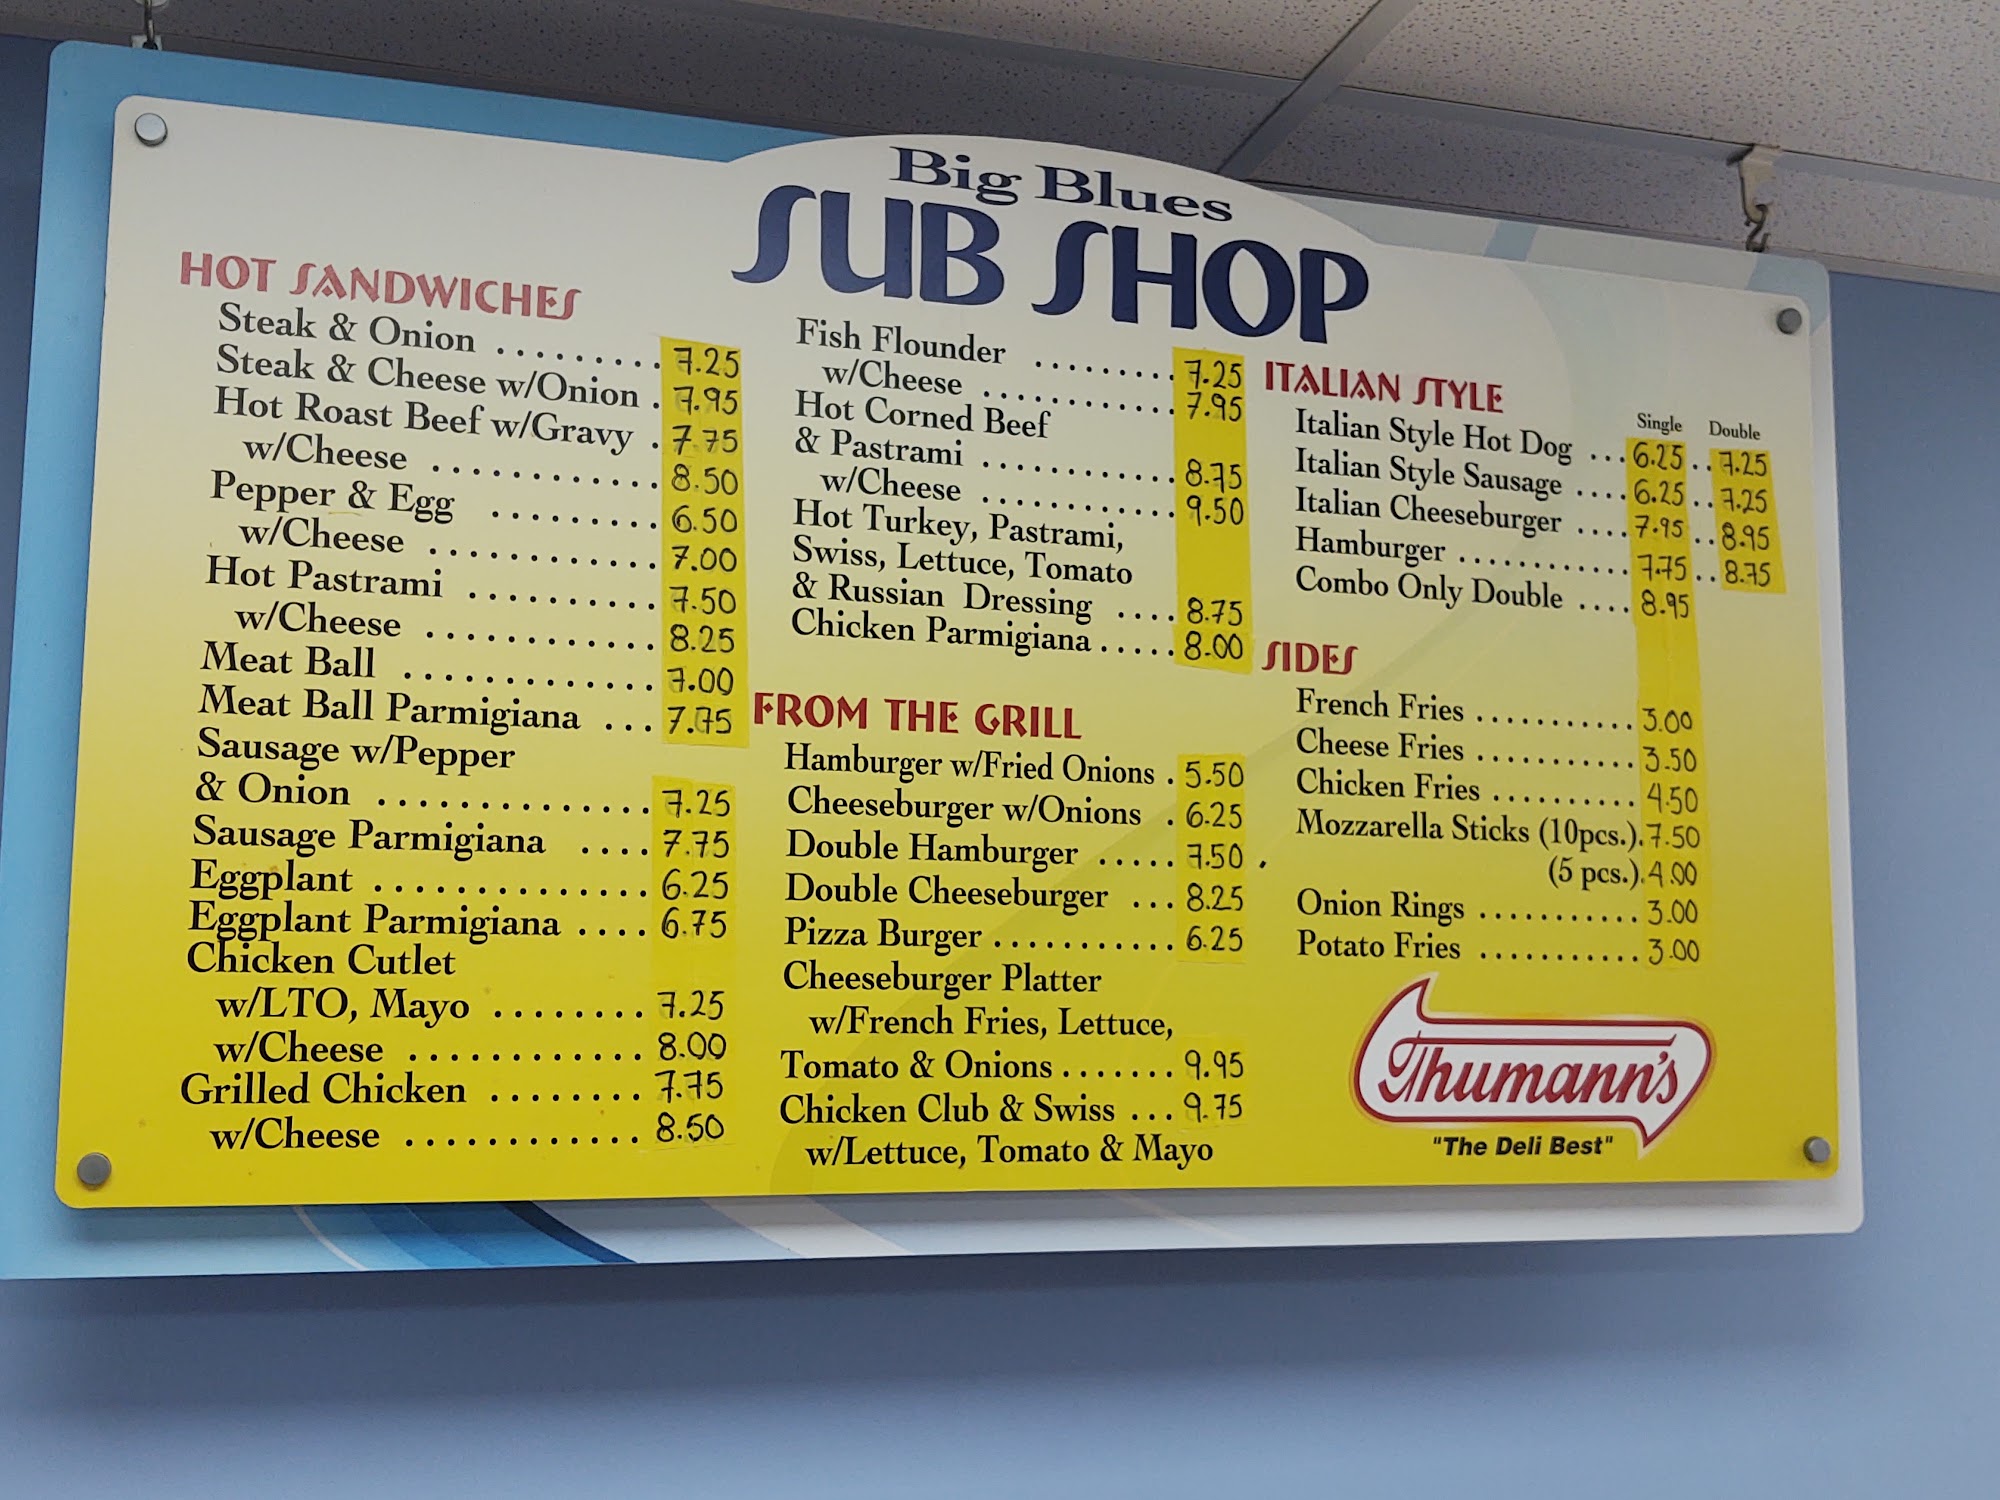 Big Blues
SUB SHOP
HOT SANDWICHES
Steak & Onion ......... 7.25
Steak & Cheese w/Onion . 7.95
Hot Roast Beef w/Gravy . 7.75
w/Cheese ............ 8.50
Pepper & Egg ......... 6.50
w/Cheese ............ 7.00
Hot Pastrami .......... 7.50
w/Cheese ............ 8.25
Meat Ball ............. 7.00
Meat Ball Parmigiana ... 7.75
Sausage w/Pepper
& Onion .............. 7.25
Sausage Parmigiana .... 7.75
Eggplant .............. 6.25
Eggplant Parmigiana .... 6.75
Chicken Cutlet
w/LTO, Mayo ........ 7.25
w/Cheese ............ 8.00
Grilled Chicken ........ 7.75
w/Cheese ............ 8.50
Fish Flounder ......... 7.25
w/Cheese ............ 7.95
Hot Corned Beef
& Pastrami ............ 8.75
w/Cheese ............ 9.50
Hot Turkey, Pastrami,
Swiss, Lettuce, Tomato
& Russian Dressing .... 8.75
Chicken Parmigiana ..... 8.00
FROM THE GRILL
Hamburger w/Fried Onions . 5.50
Cheeseburger w/Onions . 6.25
Double Hamburger ..... 7.50
Double Cheeseburger ... 8.25
Pizza Burger ........... 6.25
Cheeseburger Platter
w/French Fries, Lettuce,
Tomato & Onions ....... 9.95
Chicken Club & Swiss ... 9.75
w/Lettuce, Tomato & Mayo
ITALIAN STYLE
Single Double
Italian Style Hot Dog ... 6.25 .. 7.25
Italian Style Sausage .... 6.25 .. 7.25
Italian Cheeseburger .... 7.95 .. 8.95
Hamburger ............ 7.75 .. 8.75
Combo Only Double .... 8.95
SIDES
French Fries ........... 3.00
Cheese Fries ........... 3.50
Chicken Fries .......... 4.50
Mozzarella Sticks (10pcs.). 7.50
(5 pcs.). 4.00
Onion Rings ........... 3.00
Potato Fries ........... 3.00
Thumann's
"The Deli Best"